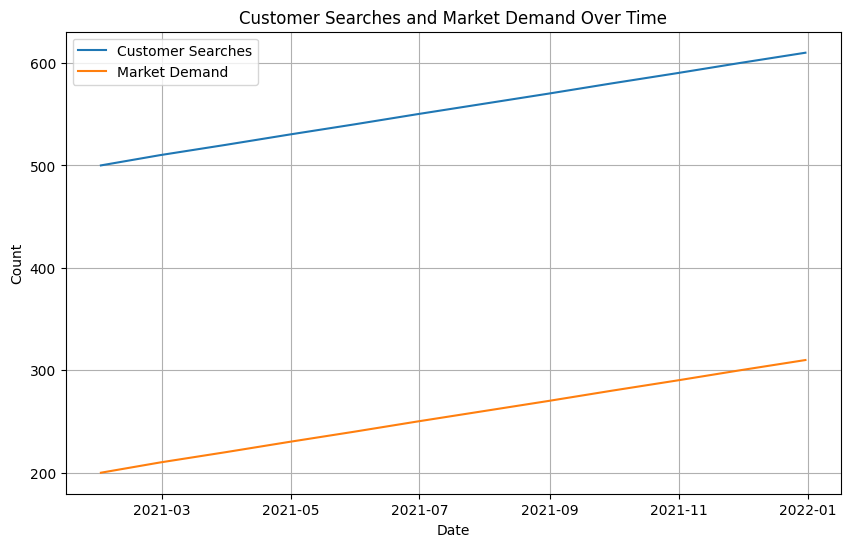 Customer Searches and Market Demand Over Time
Customer Searches
Market Demand
Count
600
500
400
300
200
2021-03
2021-05
2021-07
2021-09
2021-11
2022-01
Date